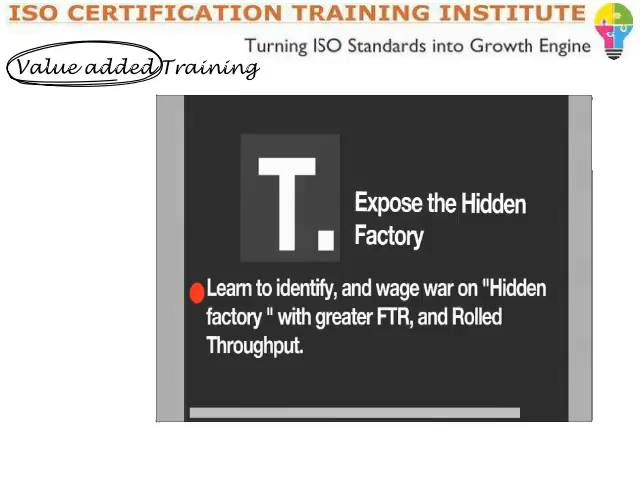 ISO CERTIFICATION TRAINING INSTITUTE
Turning ISO Standards into Growth Engine
Value added Training
T.
Expose the Hidden
Factory
Learn to identify, and wage war on "Hidden
factory " with greater FTR, and Rolled
Throughput.